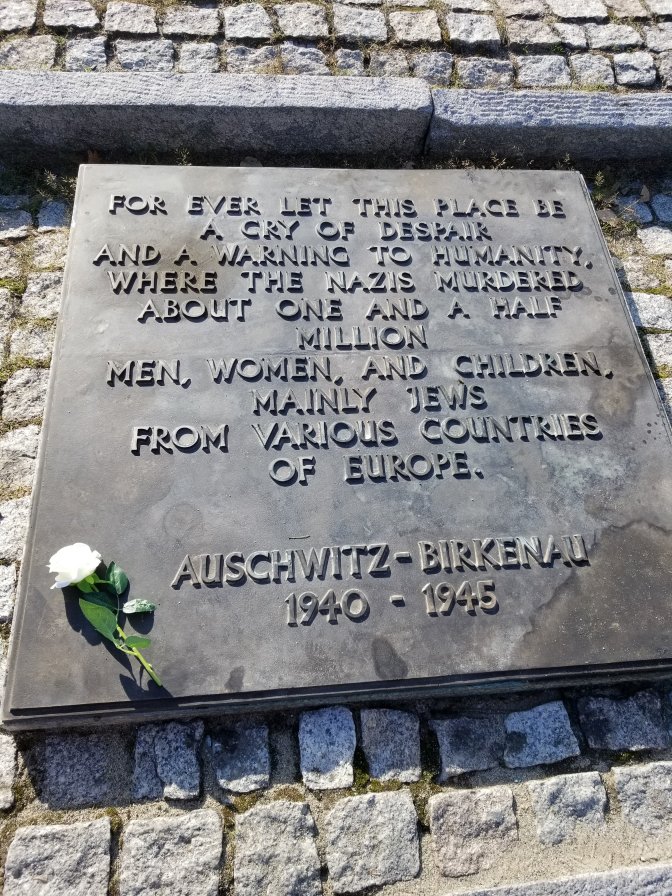 FOR EVER LET THIS PLACE BE
A CRY OF DESPAIR
AND A WARNING TO HUMANITY,
WHERE THE NAZIS MURDERED
ABOUT ONE AND A HALF
MILLION
MEN, WOMEN, AND CHILDREN,
MAINLY JEWS
FROM VARIOUS COUNTRIES
OF EUROPE.
AUSCHWITZ-BIRKENAU
1940 - 1945